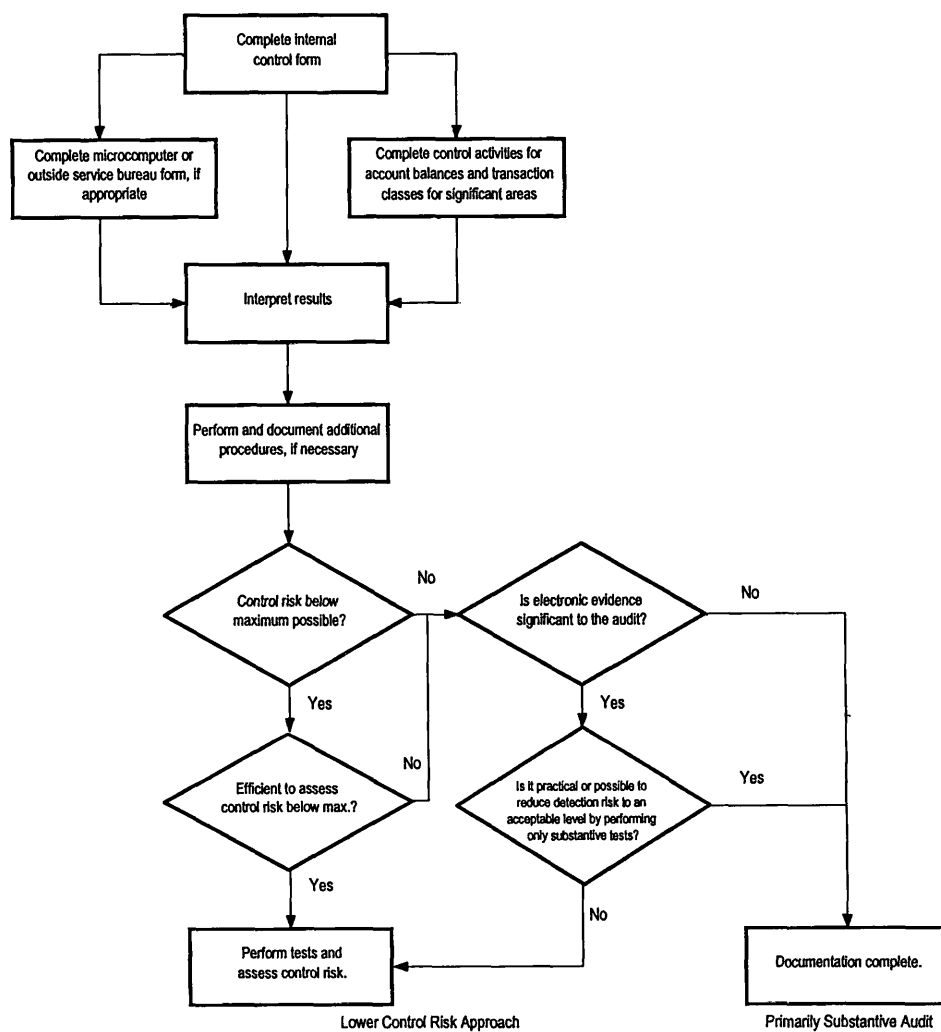 Complete internal
control form
Complete microcomputer or
outside service bureau form, if
appropriate
Complete control activities for
account balances and transaction
classes for significant areas
Interpret results
Perform and document additional
procedures, if necessary
Control risk below
maximum possible?
No
Is electronic evidence
significant to the audit?
No
Yes
Yes
Efficient to assess
control risk below max.?
No
Is it practical or possible to
reduce detection risk to an
acceptable level by performing
only substantive tests?
Yes
Yes
No
Perform tests and
assess control risk.
Documentation complete.
Lower Control Risk Approach
Primarily Substantive Audit